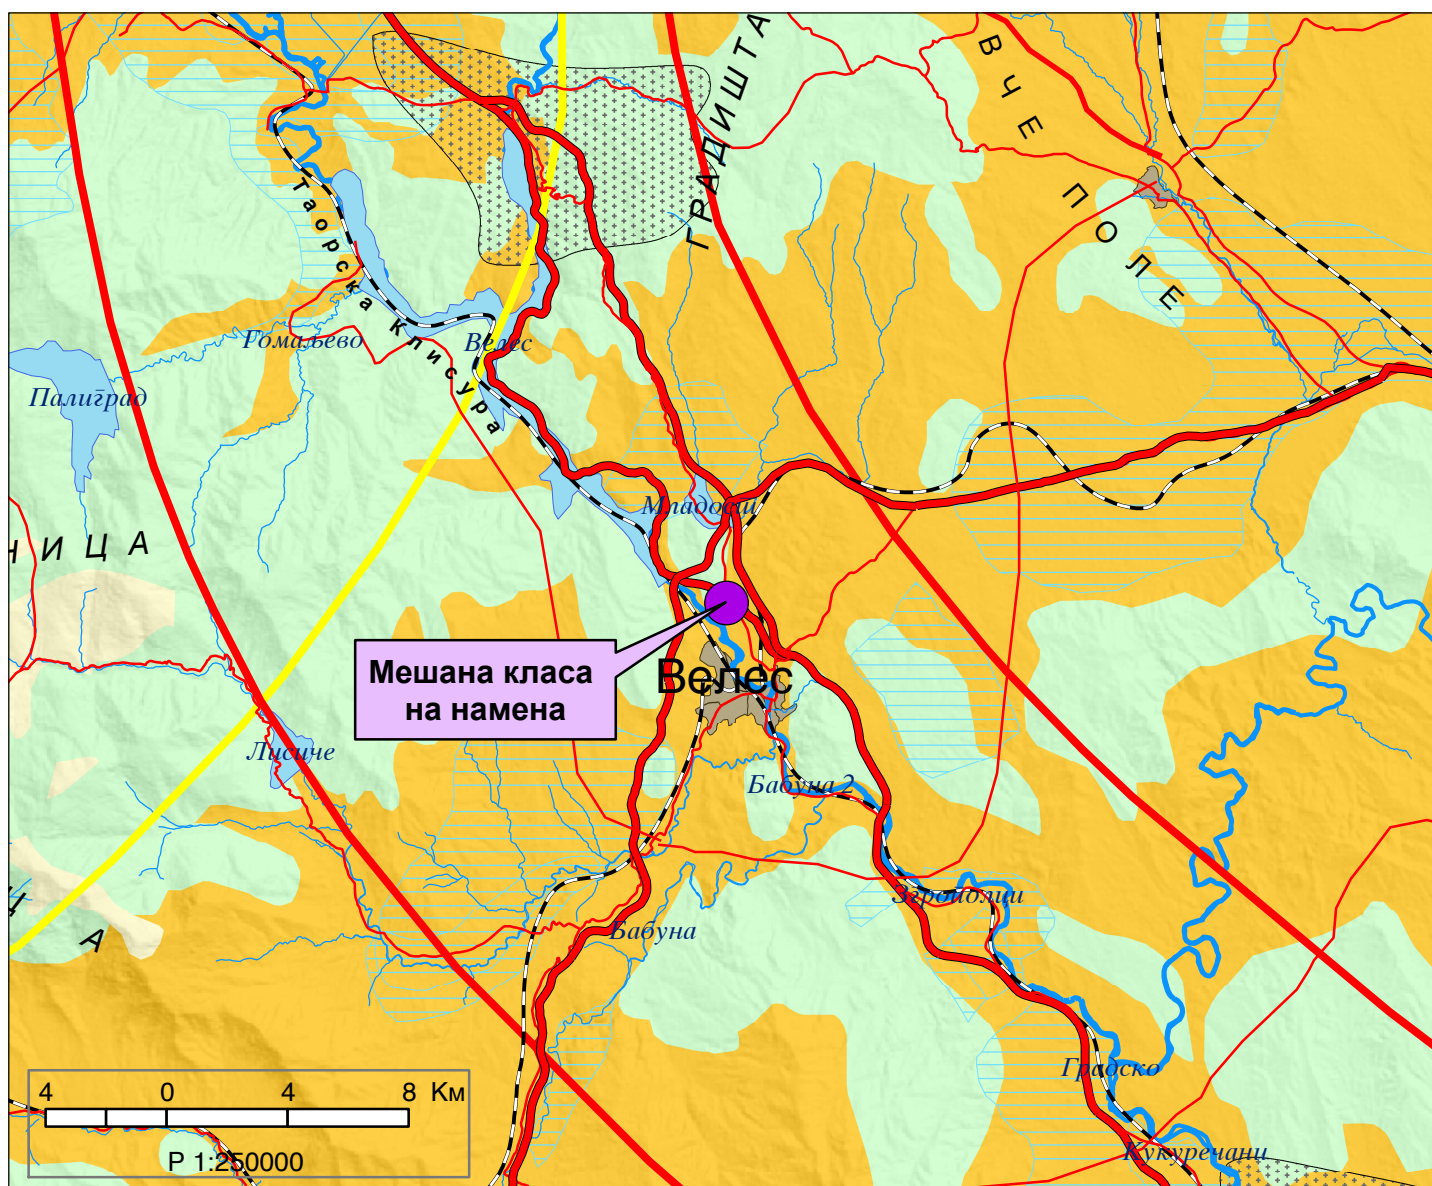 ГРАДИШТА
ВЧЕ ПОЛЕ
Таорска Клисура
Гомаљево
Велес
Палиград
Младост
НИЦА
Мешана класа
на намена
Велес
Лисиче
Бабуна 2
Згрополци
Ц
А
Бабуна
Градско
Кукуречани
4 0 4 8 Км
Р 1:250000